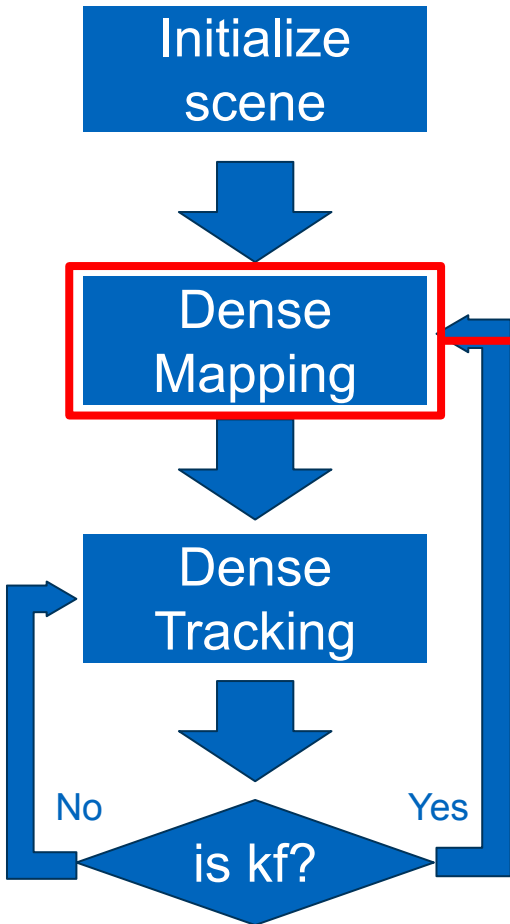 Initialize
scene
Dense
Mapping
Dense
Tracking
No
Yes
is kf?